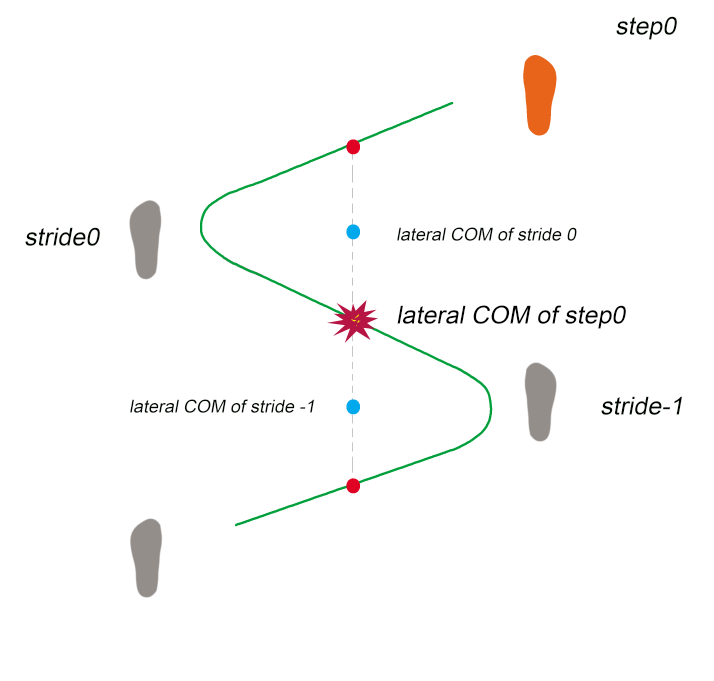 step0
stride0
lateral COM of stride 0
lateral COM of step0
lateral COM of stride -1
stride-1